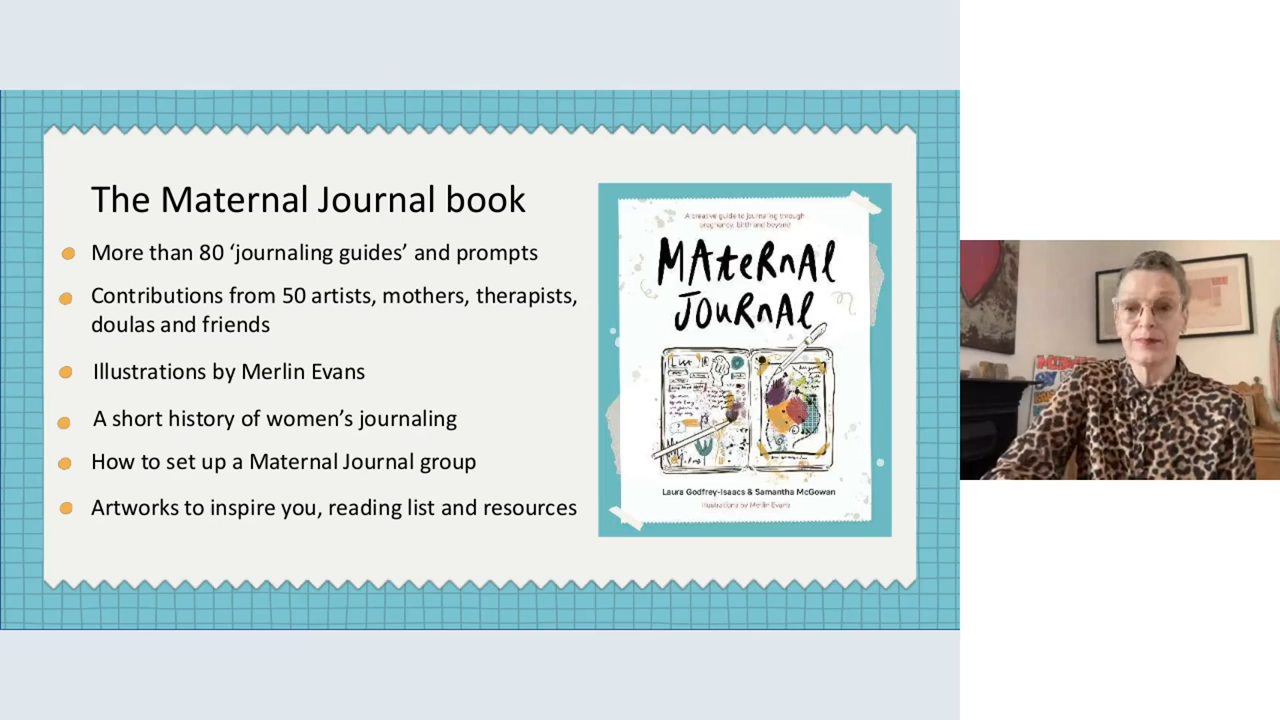 The Maternal Journal book
More than 80 ‘journaling guides’ and prompts
Contributions from 50 artists, mothers, therapists,
doulas and friends
Illustrations by Merlin Evans
A short history of women’s journaling
How to set up a Maternal Journal group
Artworks to inspire you, reading list and resources
A creative guide to journaling through
pregnancy, birth and beyond
MAteRnAl
JOuRnAl
List
Laura Godfrey-Isaacs & Samantha McGowan
Illustrations by Merlin Evans